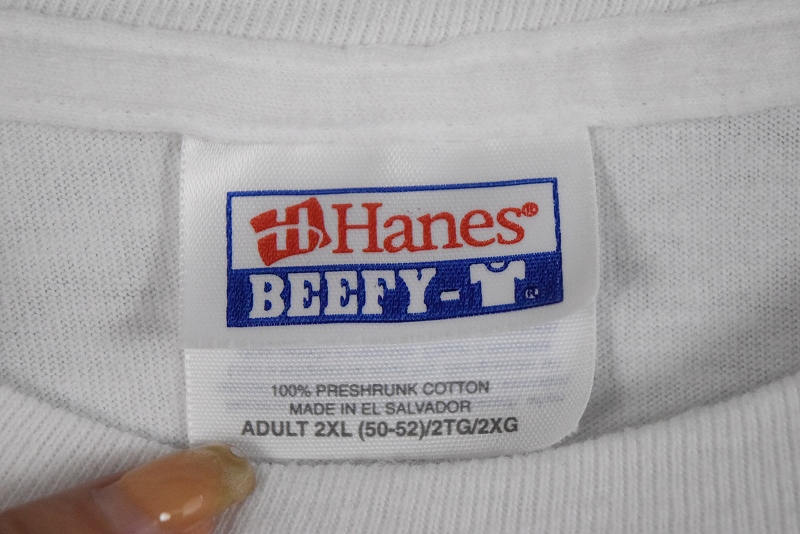 Hanes®
BEEFY-®
100% PRESHRUNK COTTON
MADE IN EL SALVADOR
ADULT 2XL (50-52)/2TG/2XG